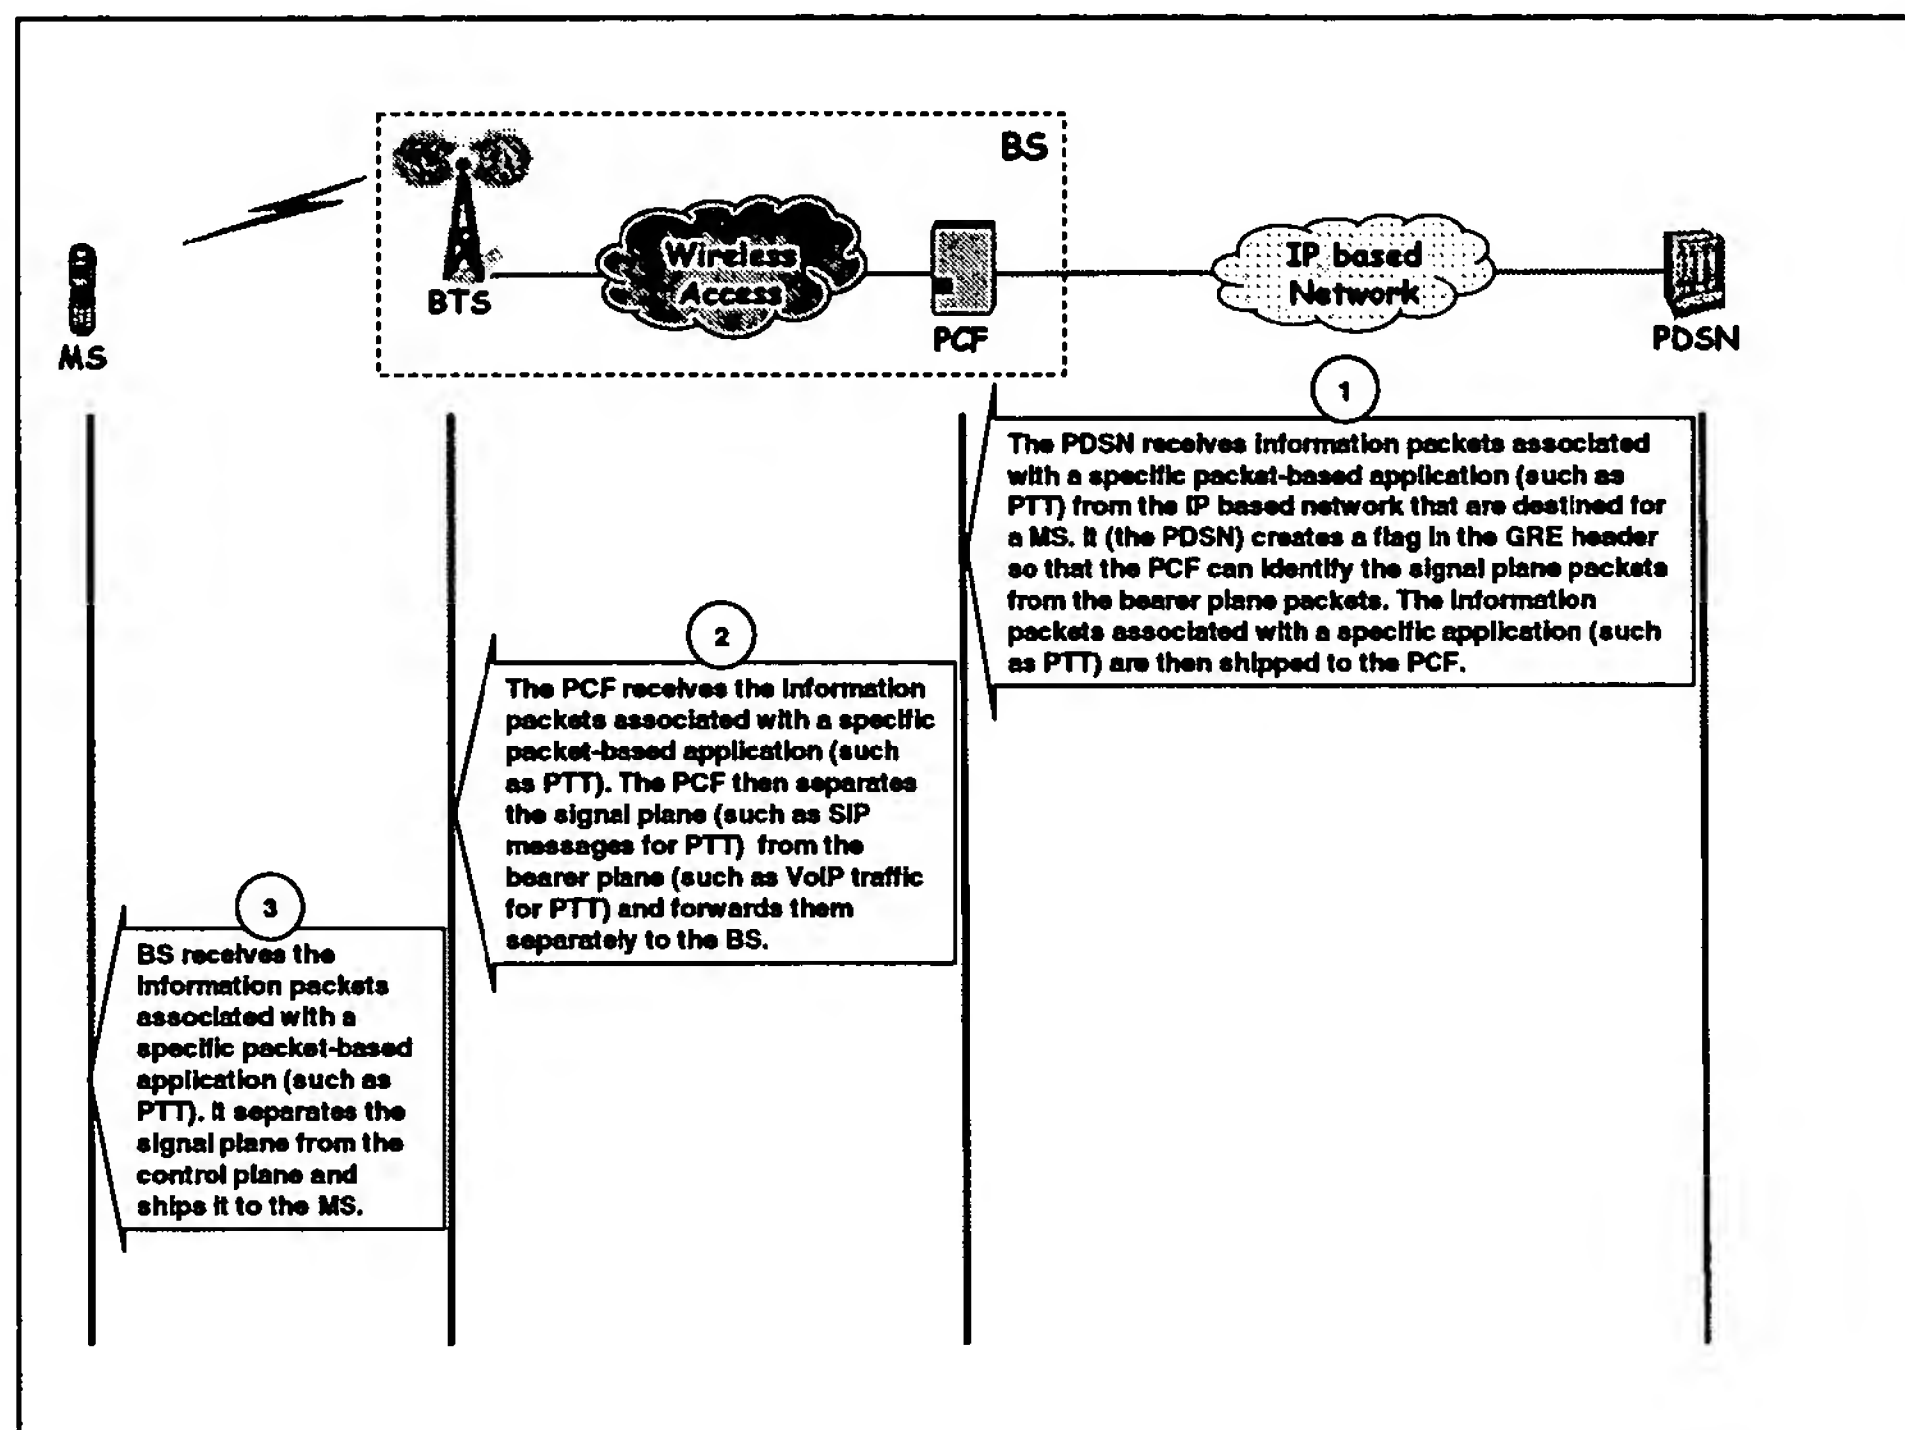 BS
Wireless
Access
IP based
Network
BTS
PCF
PDSN
MS
1
The PDSN receives information packets associated
with a specific packet-based application (such as
PTT) from the IP based network that are destined for
a MS. It (the PDSN) creates a flag in the GRE header
so that the PCF can identify the signal plane packets
from the bearer plane packets. The information
packets associated with a specific application (such
as PTT) are then shipped to the PCF.
2
The PCF receives the information
packets associated with a specific
packet-based application (such
as PTT). The PCF then separates
the signal plane (such as SIP
messages for PTT) from the
bearer plane (such as VoIP traffic
for PTT) and forwards them
separately to the BS.
3
BS receives the
information packets
associated with a
specific packet-based
application (such as
PTT). It separates the
signal plane from the
control plane and
ships it to the MS.